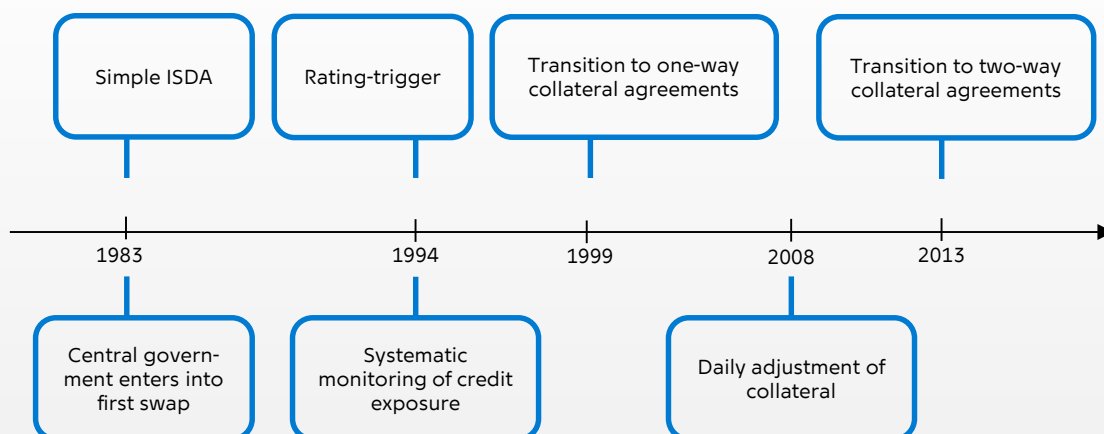 Simple ISDA
Rating-trigger
Transition to one-way
collateral agreements
Transition to two-way
collateral agreements
1983
1994
1999
2008
2013
Central govern-
ment enters into
first swap
Systematic
monitoring of credit
exposure
Daily adjustment of
collateral